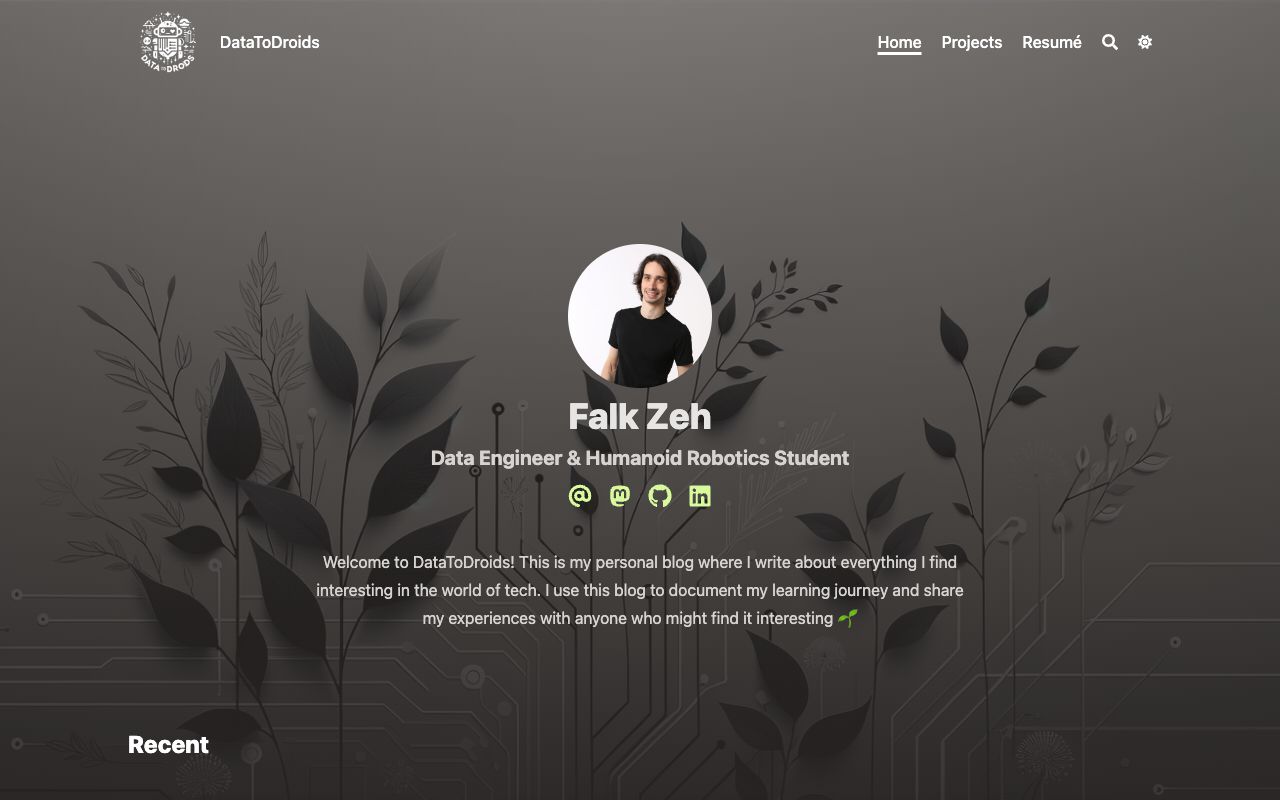 DATA TO DRODS
DataToDroids
Home
Projects
Resumé
Falk Zeh
Data Engineer & Humanoid Robotics Student
Welcome to DataToDroids! This is my personal blog where I write about everything I find
interesting in the world of tech. I use this blog to document my learning journey and share
my experiences with anyone who might find it interesting 🌱
Recent